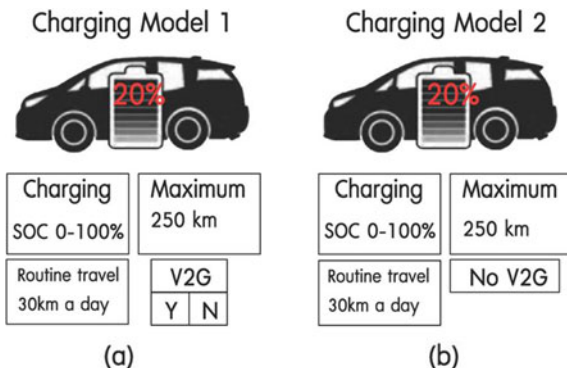 Charging Model 1
20%
Charging
SOC 0-100%
Maximum
250 km
Routine travel
30km a day
V2G
Y N
(a)
Charging Model 2
20%
Charging
SOC 0-100%
Maximum
250 km
Routine travel
30km a day
No V2G
(b)